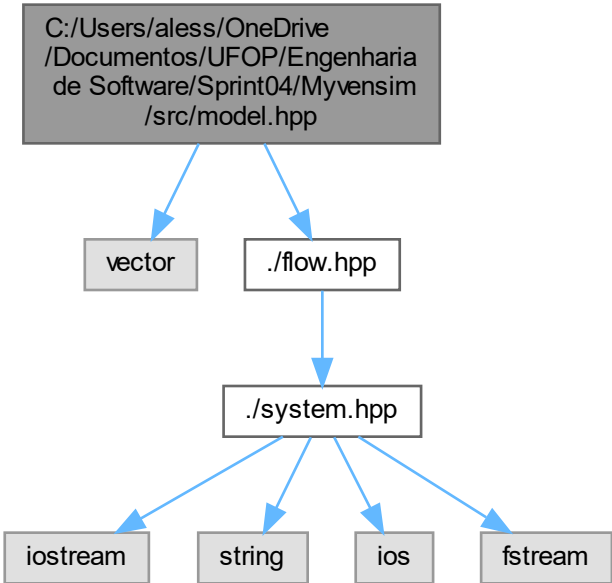 C:/Users/aless/OneDrive
/Documentos/UFOP/Engenharia
de Software/Sprint04/Myvensim
/src/model.hpp
vector
./flow.hpp
./system.hpp
iostream
string
ios
fstream